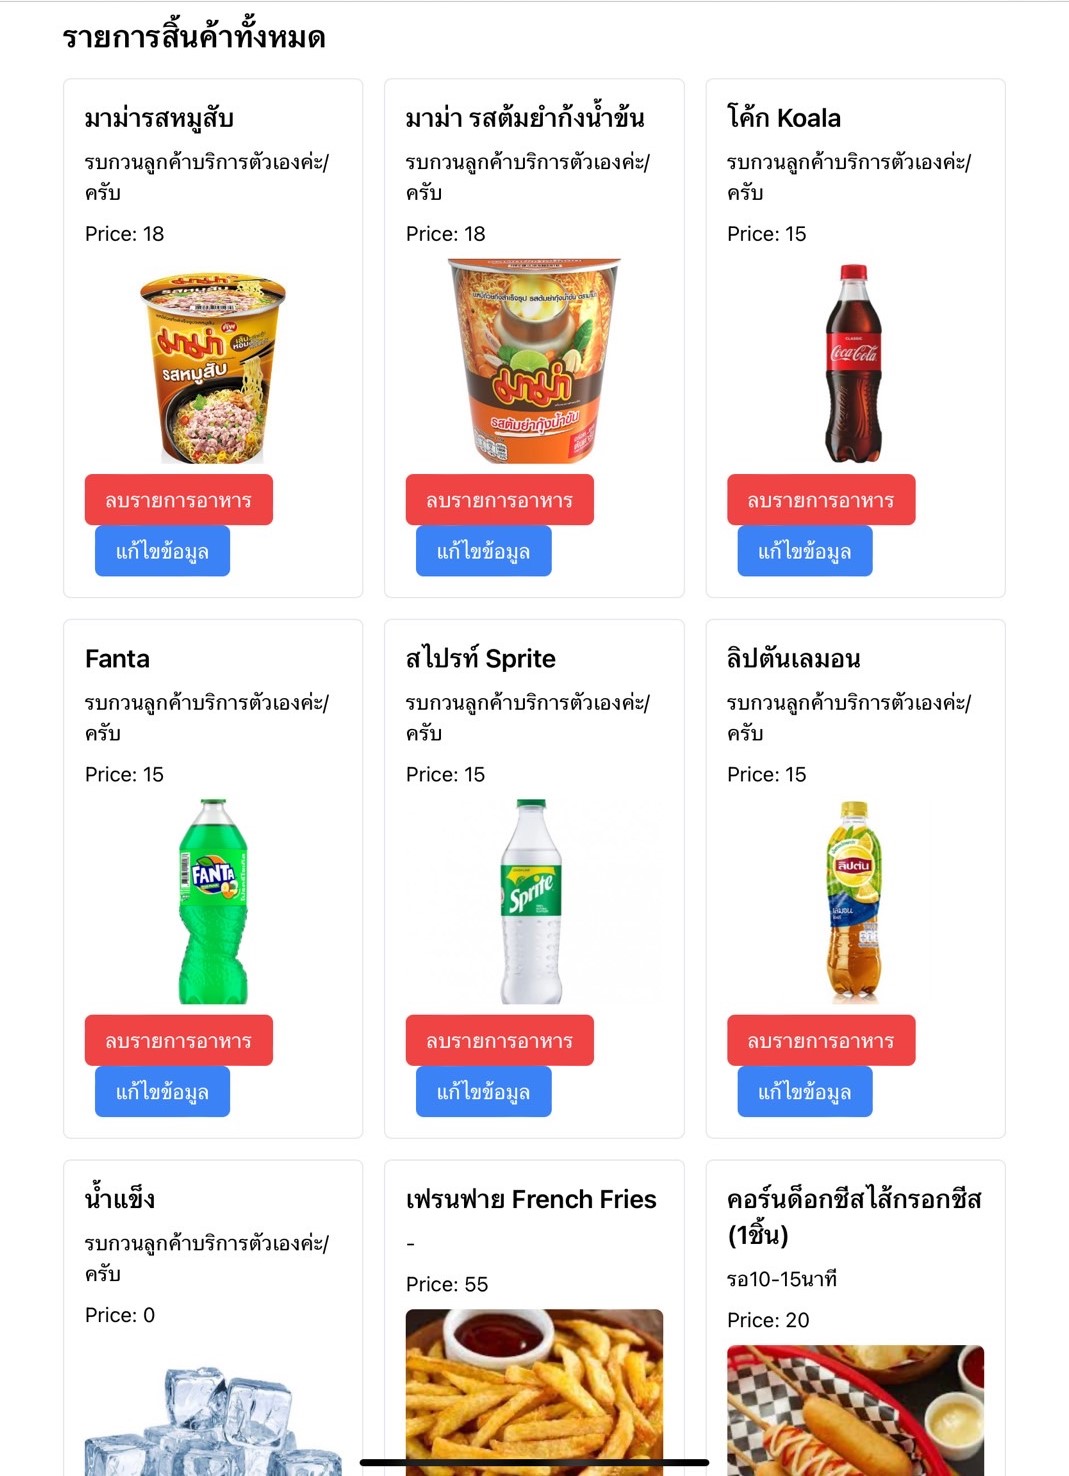 รายการสิ้นค้าทั้งหมด
มาม่ารสหมูสับ
รบกวนลูกค้าบริการตัวเองค่ะ/
ครับ
Price: 18
มาม่า
รสหมูสับ
ลบรายการอาหาร
แก้ไขข้อมูล
มาม่า รสต้มยำก้งน้ำข้น
รบกวนลูกค้าบริการตัวเองค่ะ/
ครับ
Price: 18
มาม่า
รสต้มยำกุ้งน้ำข้น
ลบรายการอาหาร
แก้ไขข้อมูล
โค้ก Koala
รบกวนลูกค้าบริการตัวเองค่ะ/
ครับ
Price: 15
CLASSIC
Coca-Cola
ลบรายการอาหาร
แก้ไขข้อมูล
Fanta
รบกวนลูกค้าบริการตัวเองค่ะ/
ครับ
Price: 15
FANTA
ลบรายการอาหาร
แก้ไขข้อมูล
สไปรท์ Sprite
รบกวนลูกค้าบริการตัวเองค่ะ/
ครับ
Price: 15
Sprite
ลบรายการอาหาร
แก้ไขข้อมูล
ลิปตันเลมอน
รบกวนลูกค้าบริการตัวเองค่ะ/
ครับ
Price: 15
ลิปตัน
เลมอน
ลบรายการอาหาร
แก้ไขข้อมูล
น้ำแข็ง
รบกวนลูกค้าบริการตัวเองค่ะ/
ครับ
Price: 0
เฟรนฟาย French Fries
-
Price: 55
คอร์นด็อกชีสไส้กรอกชีส
(1ชิ้น)
รอ10-15นาที
Price: 20